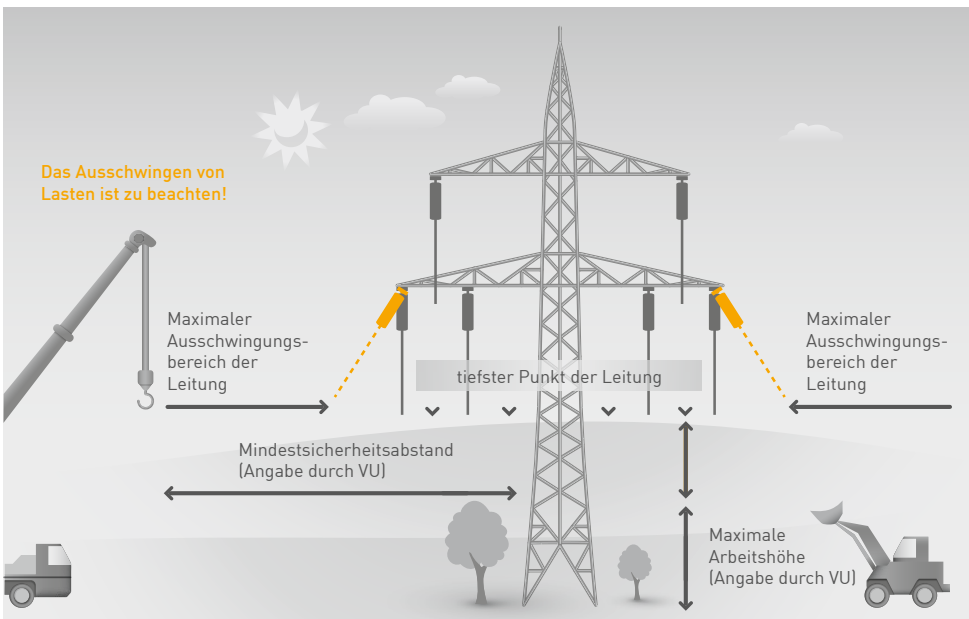 Das Ausschwingen von
Lasten ist zu beachten!
Maximaler
Ausschwingungs-
bereich der
Leitung
Maximaler
Ausschwingungs-
bereich der
Leitung
tiefster Punkt der Leitung
Mindestsicherheitsabstand
(Angabe durch VU)
Maximale
Arbeitshöhe
(Angabe durch VU)